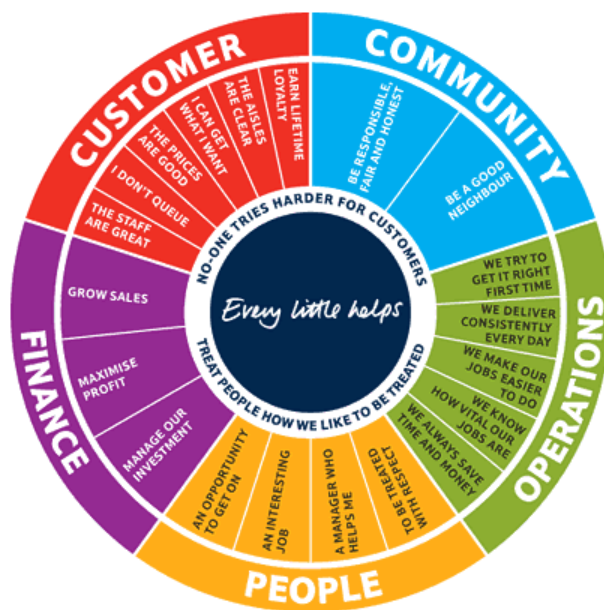 CUSTOMER
THE STAFF
ARE GREAT
I DON'T QUEUE
THE PRICES
ARE GOOD
I CAN GET
WHAT I WANT
THE AISLES
ARE CLEAR
EARN LIFETIME
LOYALTY
COMMUNITY
BE RESPONSIBLE,
FAIR AND HONEST
BE A GOOD
NEIGHBOUR
OPERATIONS
WE TRY TO
GET IT RIGHT
FIRST TIME
WE DELIVER
CONSISTENTLY
EVERY DAY
WE MAKE OUR
JOBS EASIER
TO DO
WE KNOW
HOW VITAL OUR
JOBS ARE
WE ALWAYS SAVE
TIME AND MONEY
PEOPLE
AN OPPORTUNITY
TO GET ON
AN INTERESTING
JOB
A MANAGER WHO
HELPS ME
TO BE TREATED
WITH RESPECT
FINANCE
GROW SALES
MAXIMISE
PROFIT
MANAGE OUR
INVESTMENT
NO-ONE TRIES HARDER FOR CUSTOMERS
Every little helps
TREAT PEOPLE HOW WE LIKE TO BE TREATED